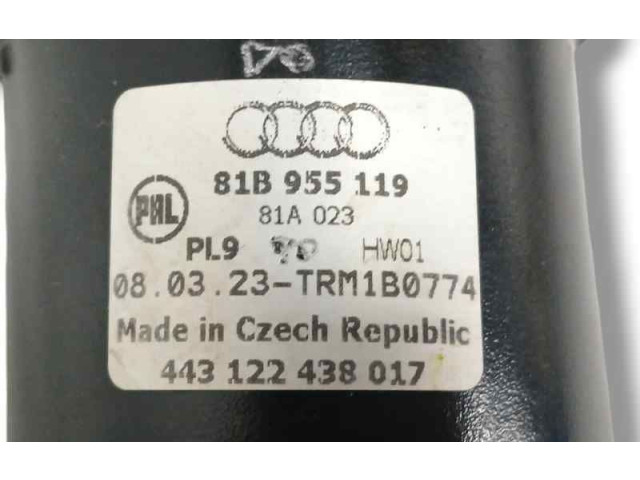 81B 955 119
PAL
81A 023
PL9 HW01
08.03.23-TRM1B0774
Made in Czech Republic
443 122 438 017